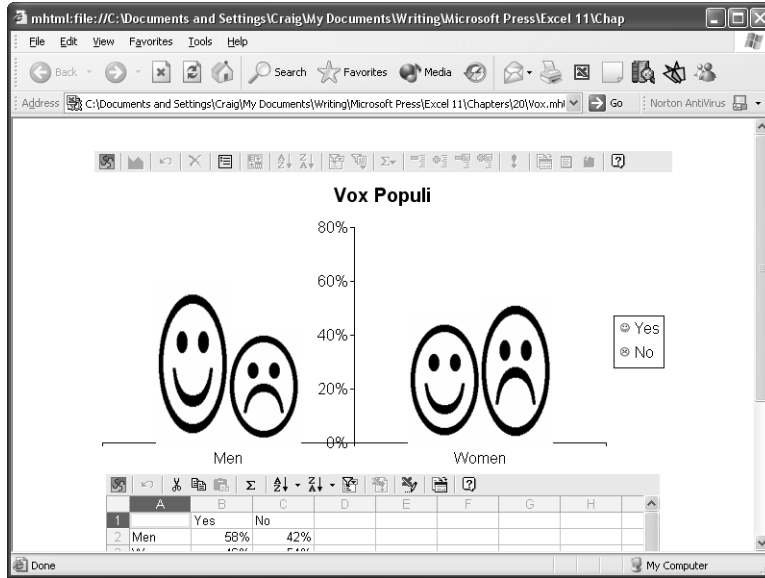 mhtml:file://C:\Documents and Settings\Craig\My Documents\Writing\Microsoft Press\Excel 11\Chap
File Edit View Favorites Tools Help
Back Search Favorites Media
Address C:\Documents and Settings\Craig\My Documents\Writing\Microsoft Press\Excel 11\Chapters\20\Vox.mh Go Norton AntiVirus
Vox Populi
80%
60%
40%
20%
0%
Yes
No
Men Women
A B C D E F G H
1 Yes No
2 Men 58% 42%
Done My Computer